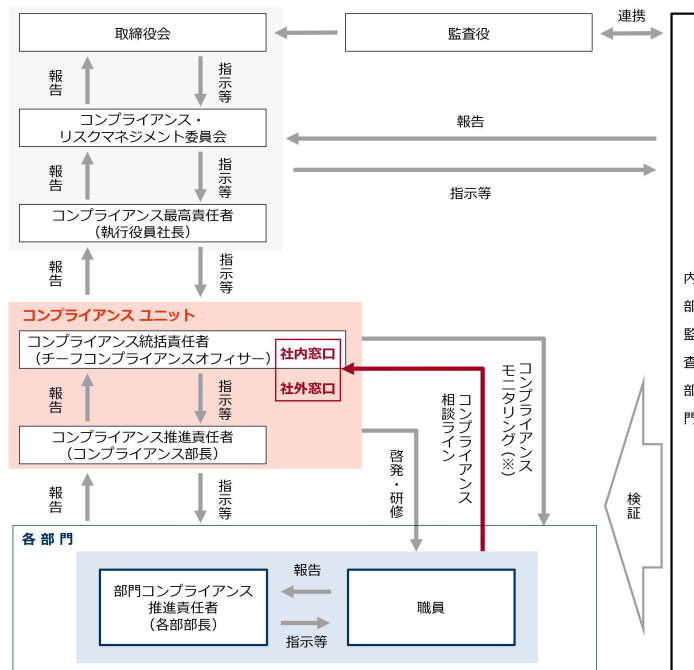 取締役会
監査役
連携
報告
指示等
コンプライアンス・
リスクマネジメント委員会
報告
指示等
報告
指示等
コンプライアンス最高責任者
（執行役員社長）
報告
指示等
内部監査部門
コンプライアンス ユニット
コンプライアンス統括責任者
（チーフコンプライアンスオフィサー）
社内窓口
社外窓口
報告
指示等
コンプライアンス推進責任者
（コンプライアンス部長）
啓発・研修
コンプライアンス
相談ライン
コンプライアンス
モニタリング（※）
検証
報告
指示等
各部門
部門コンプライアンス
推進責任者
（各部部長）
報告
指示等
職員